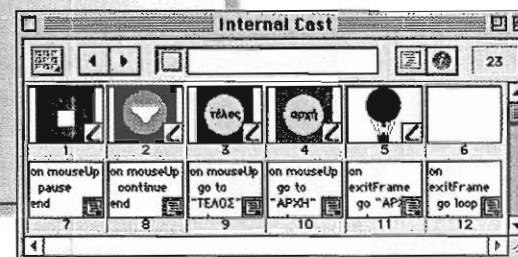 Internal Cast
23
τέλος
αρχή
1 2 3 4 5 6
on mouseUp
pause
end
on mouseUp
continue
end
on mouseUp
go to
"ΤΕΛΟΣ"
on mouseUp
go to
"ΑΡΧΗ"
on
exitFrame
go "ΑΡΧ
on
exitFrame
go loop
7 8 9 10 11 12